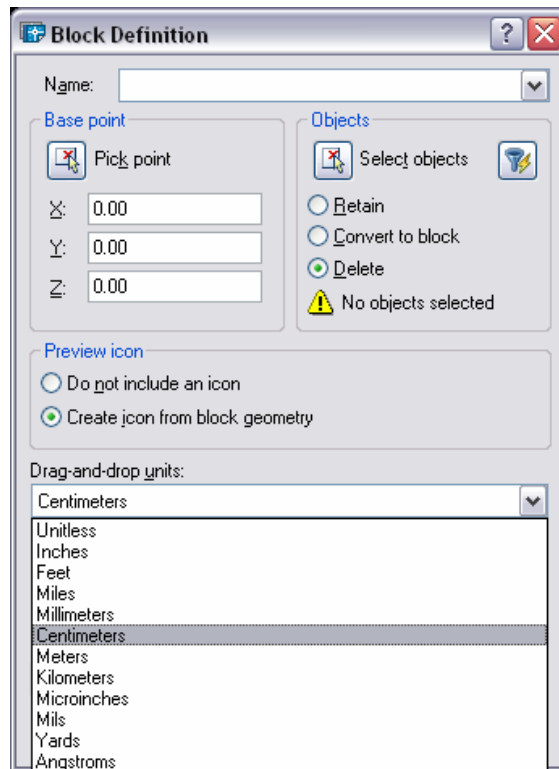 Block Definition
Name:
Base point
Pick point
X: 0.00
Y: 0.00
Z: 0.00
Objects
Select objects
Retain
Convert to block
Delete
No objects selected
Preview icon
Do not include an icon
Create icon from block geometry
Drag-and-drop units:
Centimeters
Unitless
Inches
Feet
Miles
Millimeters
Centimeters
Meters
Kilometers
Microinches
Mils
Yards
Angstroms